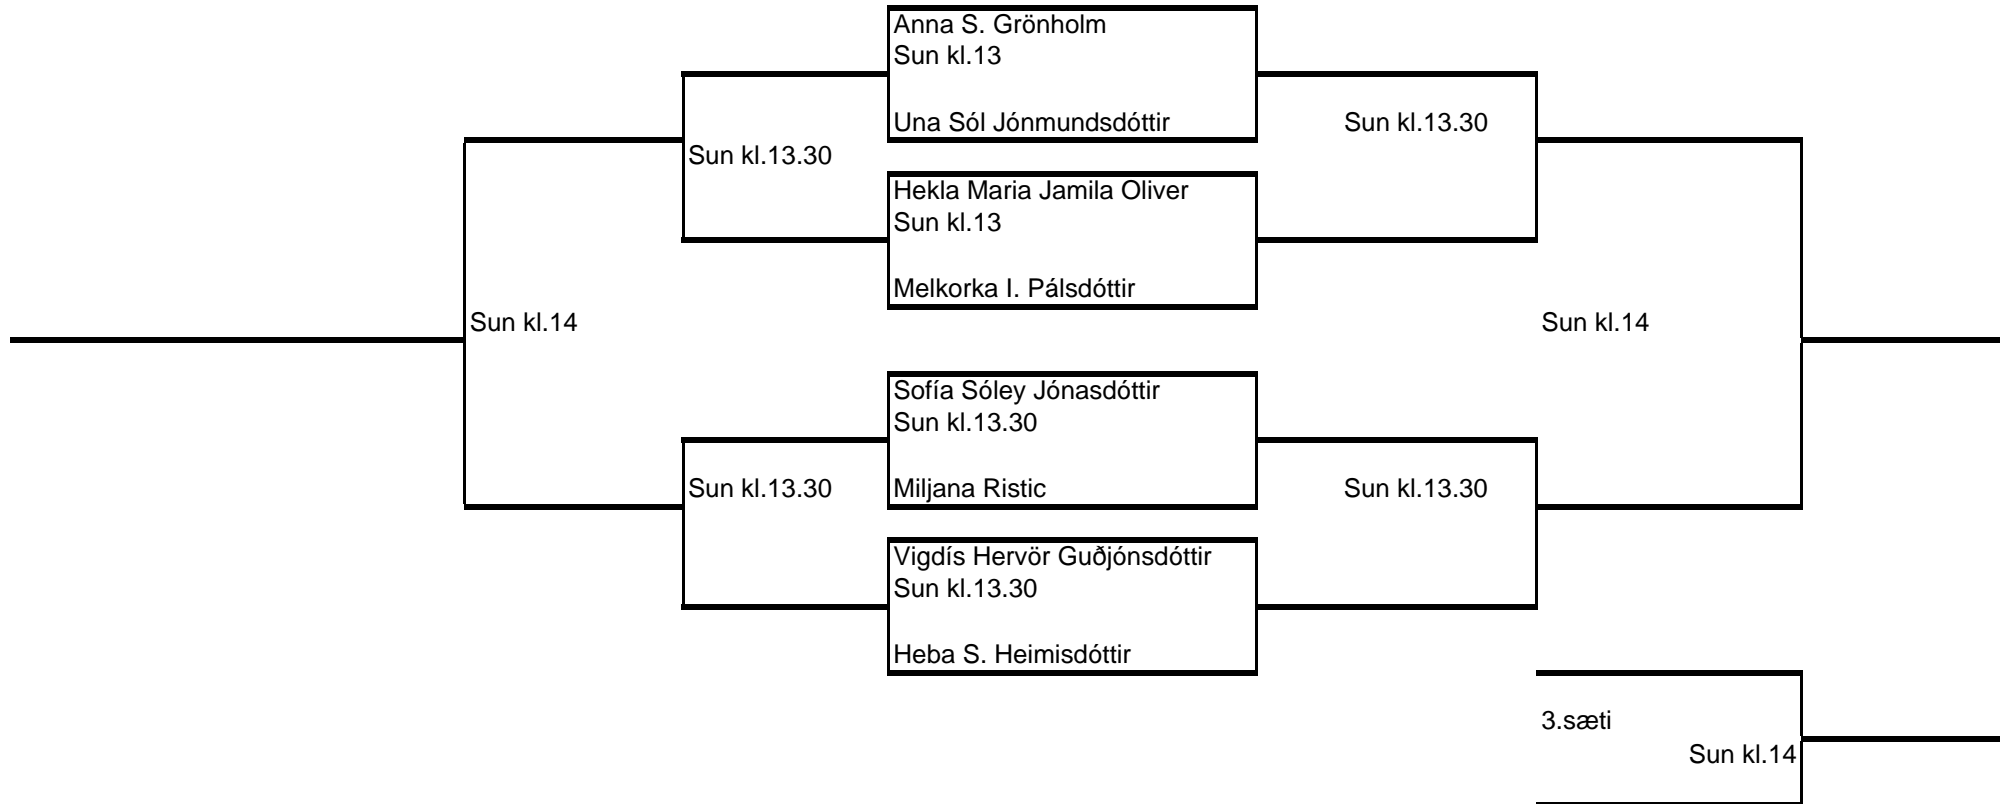 Anna S. Grönholm
Sun kl.13
Una Sól Jónmundsdóttir
Sun kl.13.30
Sun kl.13.30
Hekla Maria Jamila Oliver
Sun kl.13
Melkorka I. Pálsdóttir
Sun kl.14
Sun kl.14
Sofía Sóley Jónasdóttir
Sun kl.13.30
Sun kl.13.30
Miljana Ristic
Sun kl.13.30
Vigdís Hervör Guðjónsdóttir
Sun kl.13.30
Heba S. Heimisdóttir
3.sæti
Sun kl.14